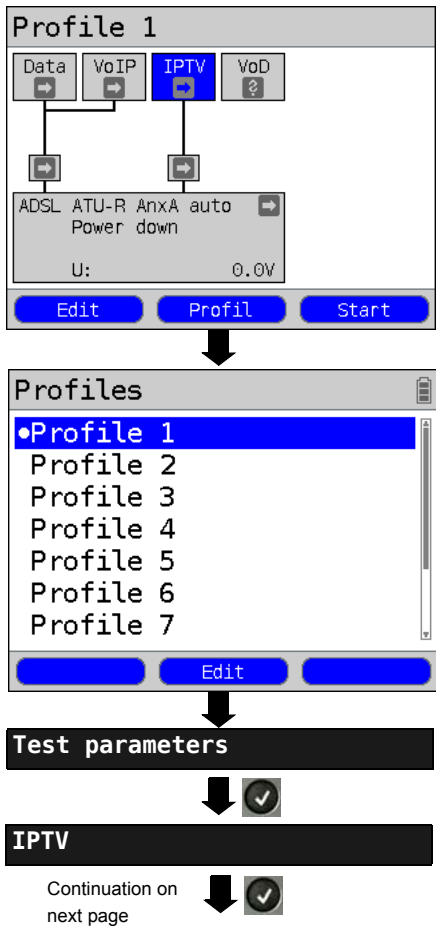 Profile 1
Data VoIP IPTV VoD
ADSL ATU-R AnxA auto
Power down
U: 0.0V
Edit Profil Start
Profiles
•Profile 1
Profile 2
Profile 3
Profile 4
Profile 5
Profile 6
Profile 7
Edit
Test parameters
IPTV
Continuation on
next page